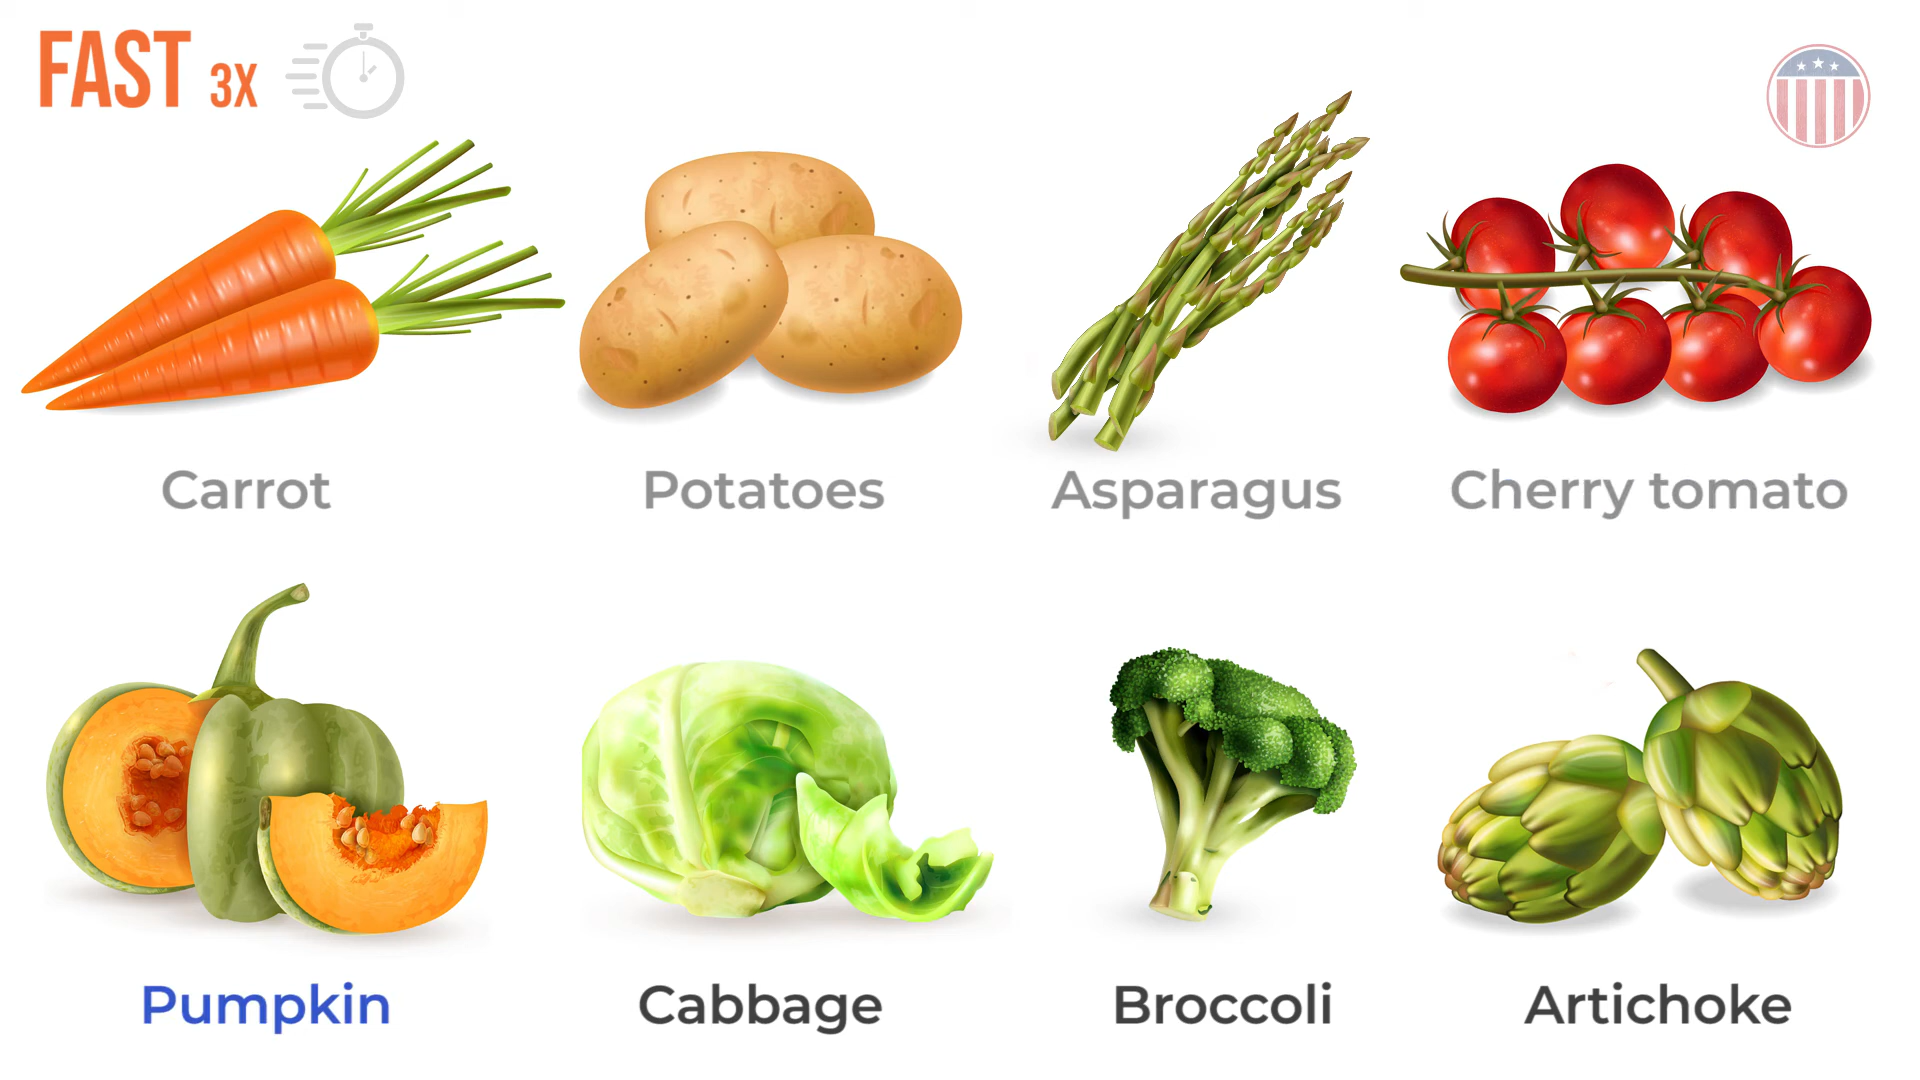 FAST 3X
Carrot Potatoes Asparagus Cherry tomato
Pumpkin Cabbage Broccoli Artichoke